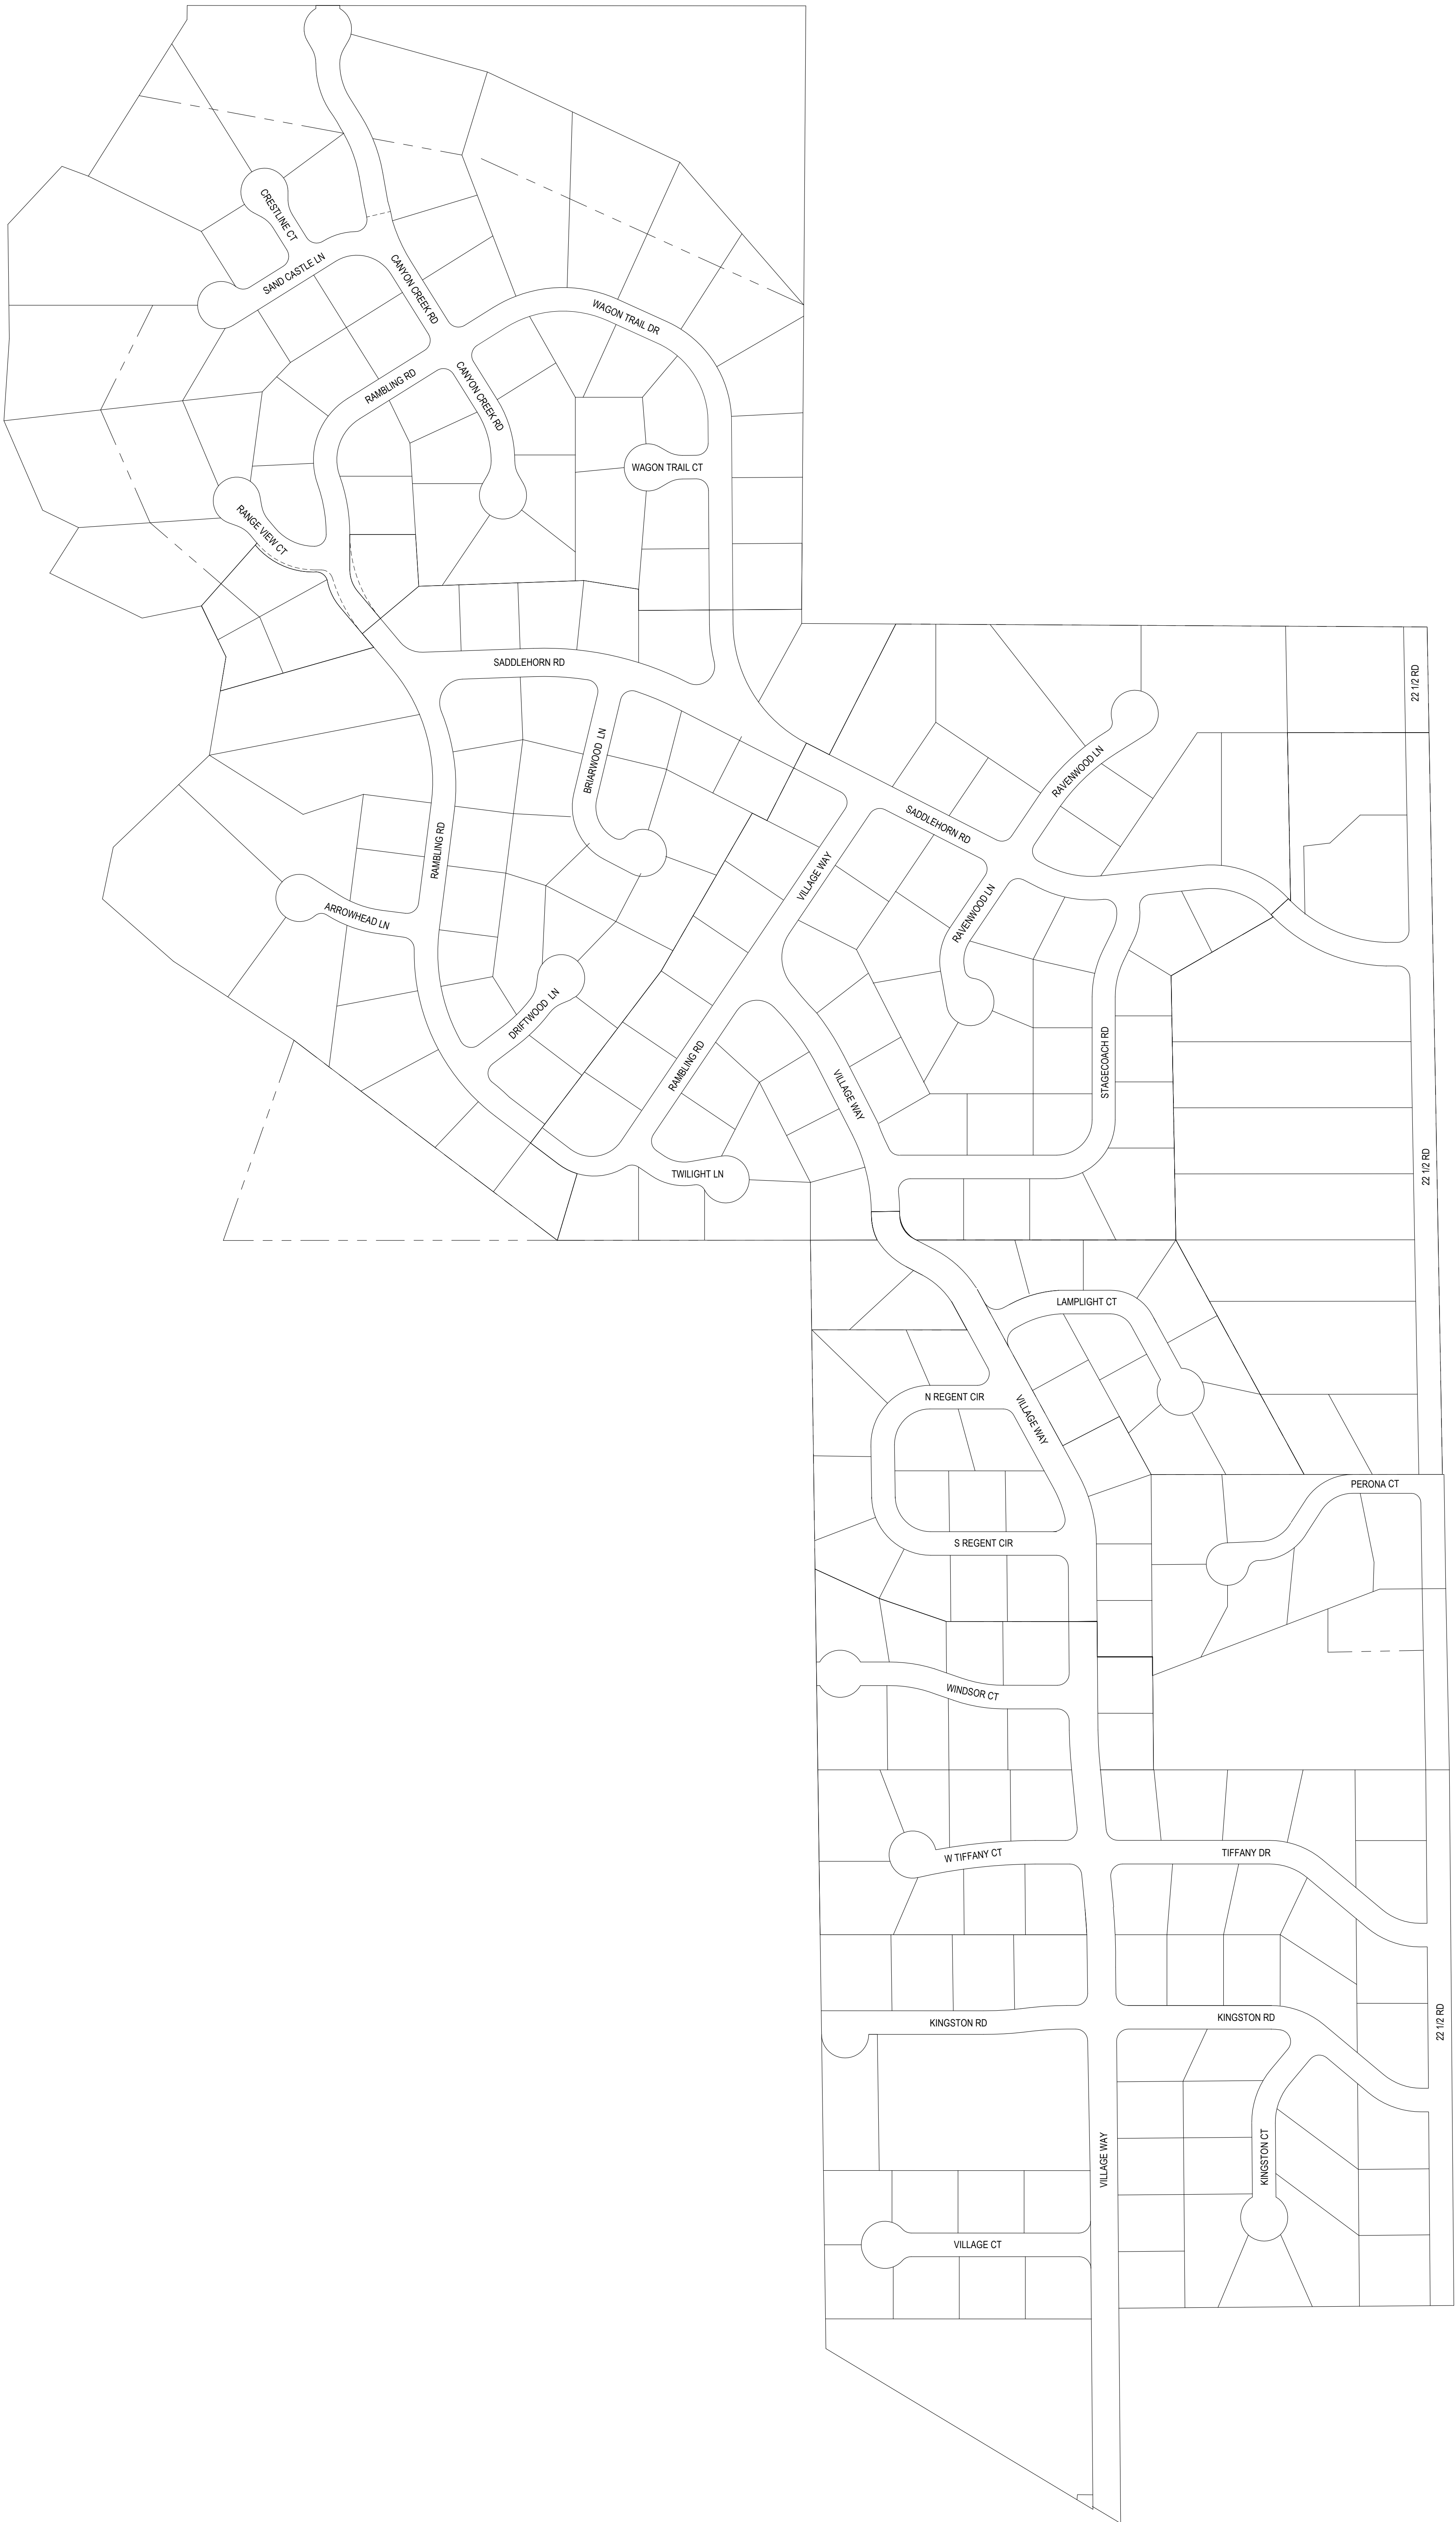 CRESTLINE CT
SAND CASTLE LN
CANYON CREEK RD
WAGON TRAIL DR
RAMBLING RD
CANYON CREEK RD
WAGON TRAIL CT
RANGE VIEW CT
SADDLEHORN RD
22 1/2 RD
BRIARWOOD LN
RAVENWOOD LN
SADDLEHORN RD
RAMBLING RD
VILLAGE WAY
ARROWHEAD LN
RAVENWOOD LN
DRIFTWOOD LN
RAMBLING RD
STAGECOACH RD
VILLAGE WAY
TWILIGHT LN
22 1/2 RD
LAMPLIGHT CT
N REGENT CIR
VILLAGE WAY
PERONA CT
S REGENT CIR
WINDSOR CT
W TIFFANY CT
TIFFANY DR
KINGSTON RD
KINGSTON RD
22 1/2 RD
VILLAGE WAY
KINGSTON CT
VILLAGE CT